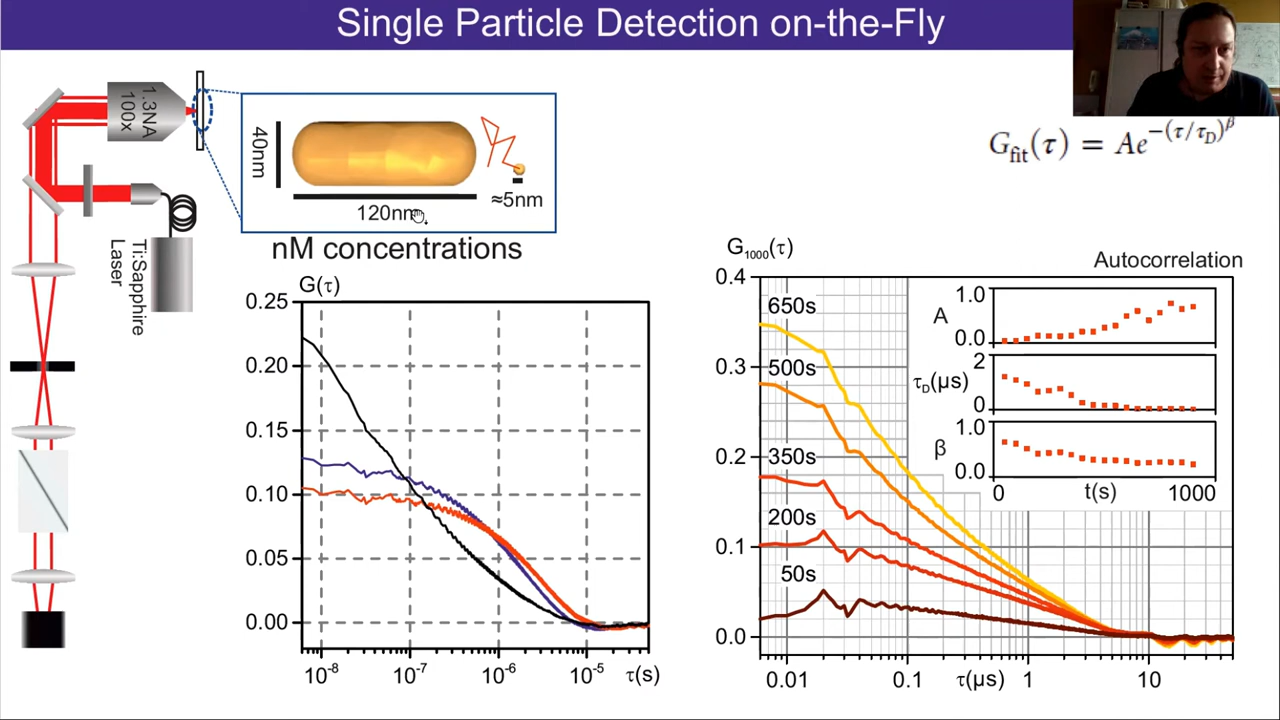 Single Particle Detection on-the-Fly
1.3NA
100x
40nm
120nm
≈5nm
Ti:Sapphire
Laser
nM concentrations
G_fit(τ) = Ae^{-(τ/τ_D)^β}
G(τ)
0.25
0.20
0.15
0.10
0.05
0.00
10^-8 10^-7 10^-6 10^-5 τ(s)
G_1000(τ)
Autocorrelation
0.4
0.3
0.2
0.1
0.0
650s
500s
350s
200s
50s
A
1.0
0.0
τ_D(µs)
2
0
β
1.0
0.0
0 t(s) 1000
0.01 0.1 τ(µs) 1 10